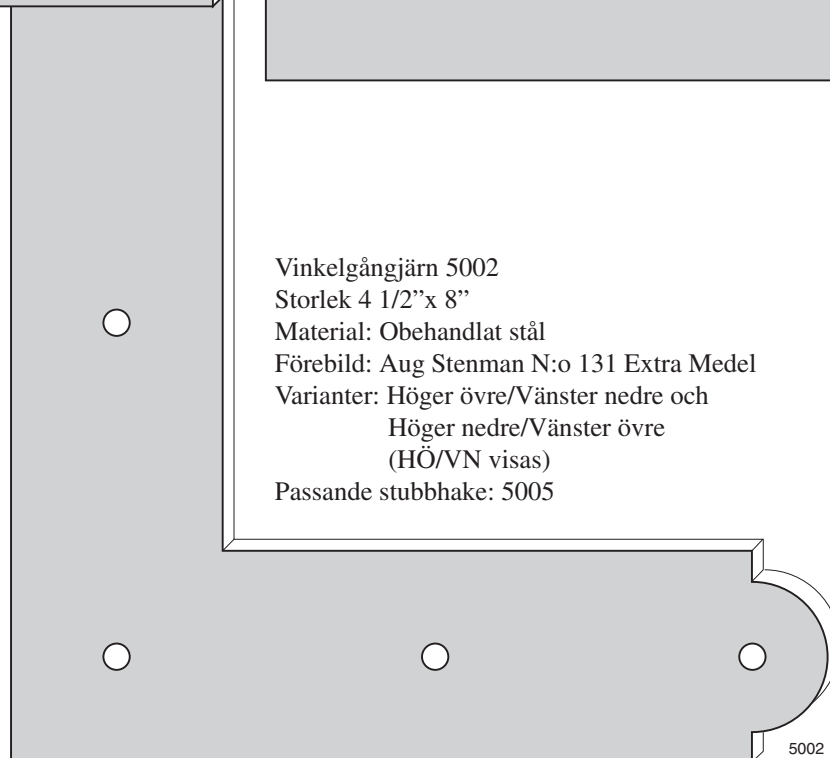 Vinkelgångjärn 5002
Storlek 4 1/2”x 8”
Material: Obehandlat stål
Förebild: Aug Stenman N:o 131 Extra Medel
Varianter: Höger övre/Vänster nedre och
Höger nedre/Vänster övre
(HÖ/VN visas)
Passande stubbhake: 5005
5002